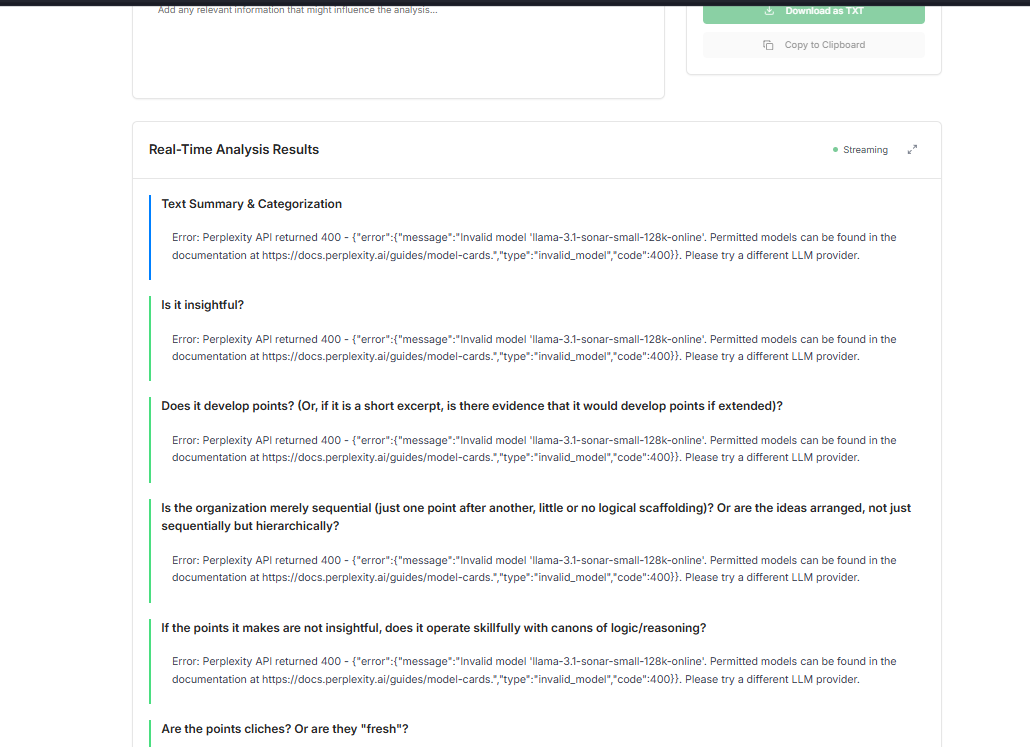 Add any relevant information that might influence the analysis...
Download as TXT
Copy to Clipboard
Real-Time Analysis Results
Streaming
Text Summary & Categorization
Error: Perplexity API returned 400 - {"error":{"message":"Invalid model 'llama-3.1-sonar-small-128k-online'. Permitted models can be found in the
documentation at https://docs.perplexity.ai/guides/model-cards.","type":"invalid_model","code":400}}. Please try a different LLM provider.
Is it insightful?
Error: Perplexity API returned 400 - {"error":{"message":"Invalid model 'llama-3.1-sonar-small-128k-online'. Permitted models can be found in the
documentation at https://docs.perplexity.ai/guides/model-cards.","type":"invalid_model","code":400}}. Please try a different LLM provider.
Does it develop points? (Or, if it is a short excerpt, is there evidence that it would develop points if extended)?
Error: Perplexity API returned 400 - {"error":{"message":"Invalid model 'llama-3.1-sonar-small-128k-online'. Permitted models can be found in the
documentation at https://docs.perplexity.ai/guides/model-cards.","type":"invalid_model","code":400}}. Please try a different LLM provider.
Is the organization merely sequential (just one point after another, little or no logical scaffolding)? Or are the ideas arranged, not just
sequentially but hierarchically?
Error: Perplexity API returned 400 - {"error":{"message":"Invalid model 'llama-3.1-sonar-small-128k-online'. Permitted models can be found in the
documentation at https://docs.perplexity.ai/guides/model-cards.","type":"invalid_model","code":400}}. Please try a different LLM provider.
If the points it makes are not insightful, does it operate skillfully with canons of logic/reasoning?
Error: Perplexity API returned 400 - {"error":{"message":"Invalid model 'llama-3.1-sonar-small-128k-online'. Permitted models can be found in the
documentation at https://docs.perplexity.ai/guides/model-cards.","type":"invalid_model","code":400}}. Please try a different LLM provider.
Are the points cliches? Or are they "fresh"?